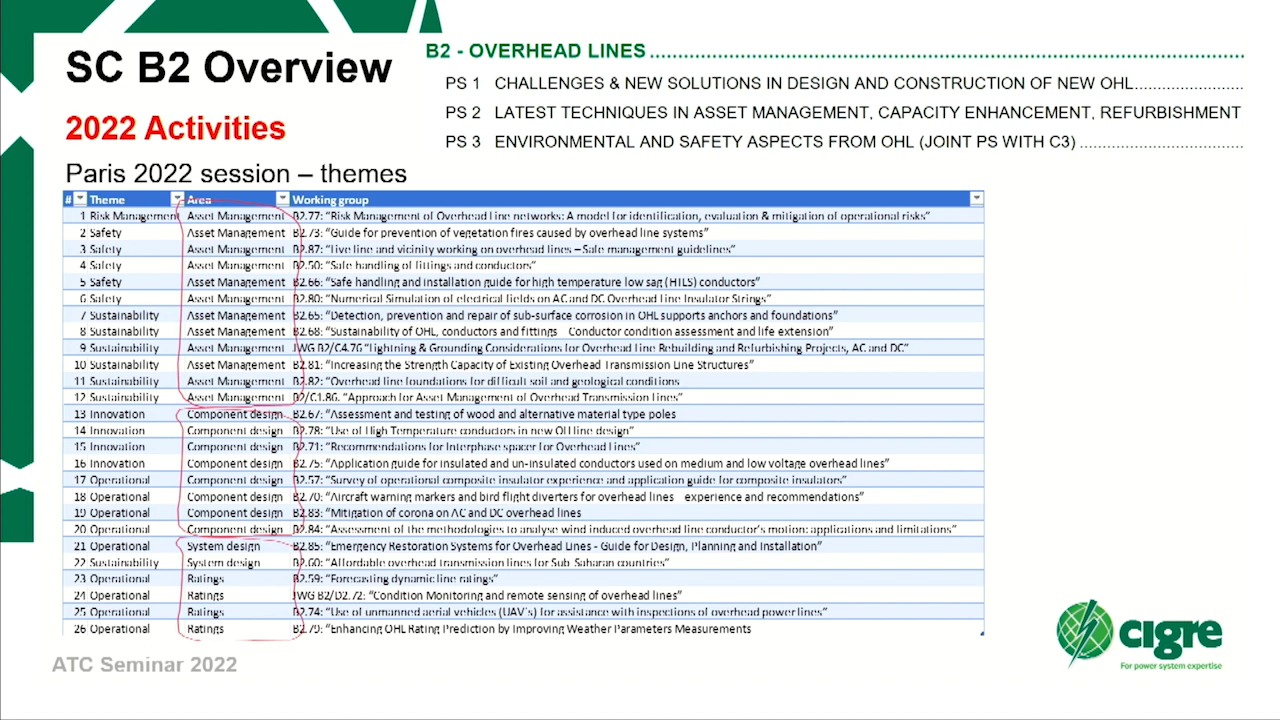 SC B2 Overview
2022 Activities
Paris 2022 session – themes
B2 - OVERHEAD LINES
PS 1 CHALLENGES & NEW SOLUTIONS IN DESIGN AND CONSTRUCTION OF NEW OHL
PS 2 LATEST TECHNIQUES IN ASSET MANAGEMENT, CAPACITY ENHANCEMENT, REFURBISHMENT
PS 3 ENVIRONMENTAL AND SAFETY ASPECTS FROM OHL (JOINT PS WITH C3)
# Theme Area Working group
1 Risk Management Asset Management B2.77: "Risk Management of Overhead Line networks: A model for identification, evaluation & mitigation of operational risks"
2 Safety Asset Management B2.73: "Guide for prevention of vegetation fires caused by overhead line systems"
3 Safety Asset Management B2.87: "Live line and vicinity working on overhead lines – Safe management guidelines"
4 Safety Asset Management B2.50: "Safe handling of fittings and conductors"
5 Safety Asset Management B2.66: "Safe handling and installation guide for high temperature low sag (HTLS) conductors"
6 Safety Asset Management B2.80: "Numerical Simulation of electrical fields on AC and DC Overhead Line Insulator Strings"
7 Sustainability Asset Management B2.65: "Detection, prevention and repair of sub-surface corrosion in OHL supports anchors and foundations"
8 Sustainability Asset Management B2.68: "Sustainability of OHL, conductors and fittings Conductor condition assessment and life extension"
9 Sustainability Asset Management JWG B2/C4.76 "Lightning & Grounding Considerations for Overhead Line Rebuilding and Refurbishing Projects, AC and DC"
10 Sustainability Asset Management B2.81: "Increasing the Strength Capacity of Existing Overhead Transmission Line Structures"
11 Sustainability Asset Management B2.82: "Overhead line foundations for difficult soil and geological conditions
12 Sustainability Asset Management B2/C1.86. "Approach for Asset Management of Overhead Transmission Lines"
13 Innovation Component design B2.67: "Assessment and testing of wood and alternative material type poles
14 Innovation Component design B2.78: "Use of High Temperature conductors in new OH line design"
15 Innovation Component design B2.71: "Recommendations for Interphase spacer for Overhead Lines"
16 Innovation Component design B2.75: "Application guide for insulated and un-insulated conductors used on medium and low voltage overhead lines"
17 Operational Component design B2.57: "Survey of operational composite insulator experience and application guide for composite insulators"
18 Operational Component design B2.70: "Aircraft warning markers and bird flight diverters for overhead lines experience and recommendations"
19 Operational Component design B2.83: "Mitigation of corona on AC and DC overhead lines
20 Operational Component design B2.84: "Assessment of the methodologies to analyse wind induced overhead line conductor's motion: applications and limitations"
21 Operational System design B2.85: "Emergency Restoration Systems for Overhead Lines - Guide for Design, Planning and Installation"
22 Sustainability System design B2.60: "Affordable overhead transmission lines for Sub-Saharan countries"
23 Operational Ratings B2.59: "Forecasting dynamic line ratings"
24 Operational Ratings JWG B2/D2.72: "Condition Monitoring and remote sensing of overhead lines"
25 Operational Ratings B2.74: "Use of unmanned aerial vehicles (UAV's) for assistance with inspections of overhead power lines"
26 Operational Ratings B2.79: "Enhancing OHL Rating Prediction by Improving Weather Parameters Measurements
ATC Seminar 2022
cigre
For power system expertise